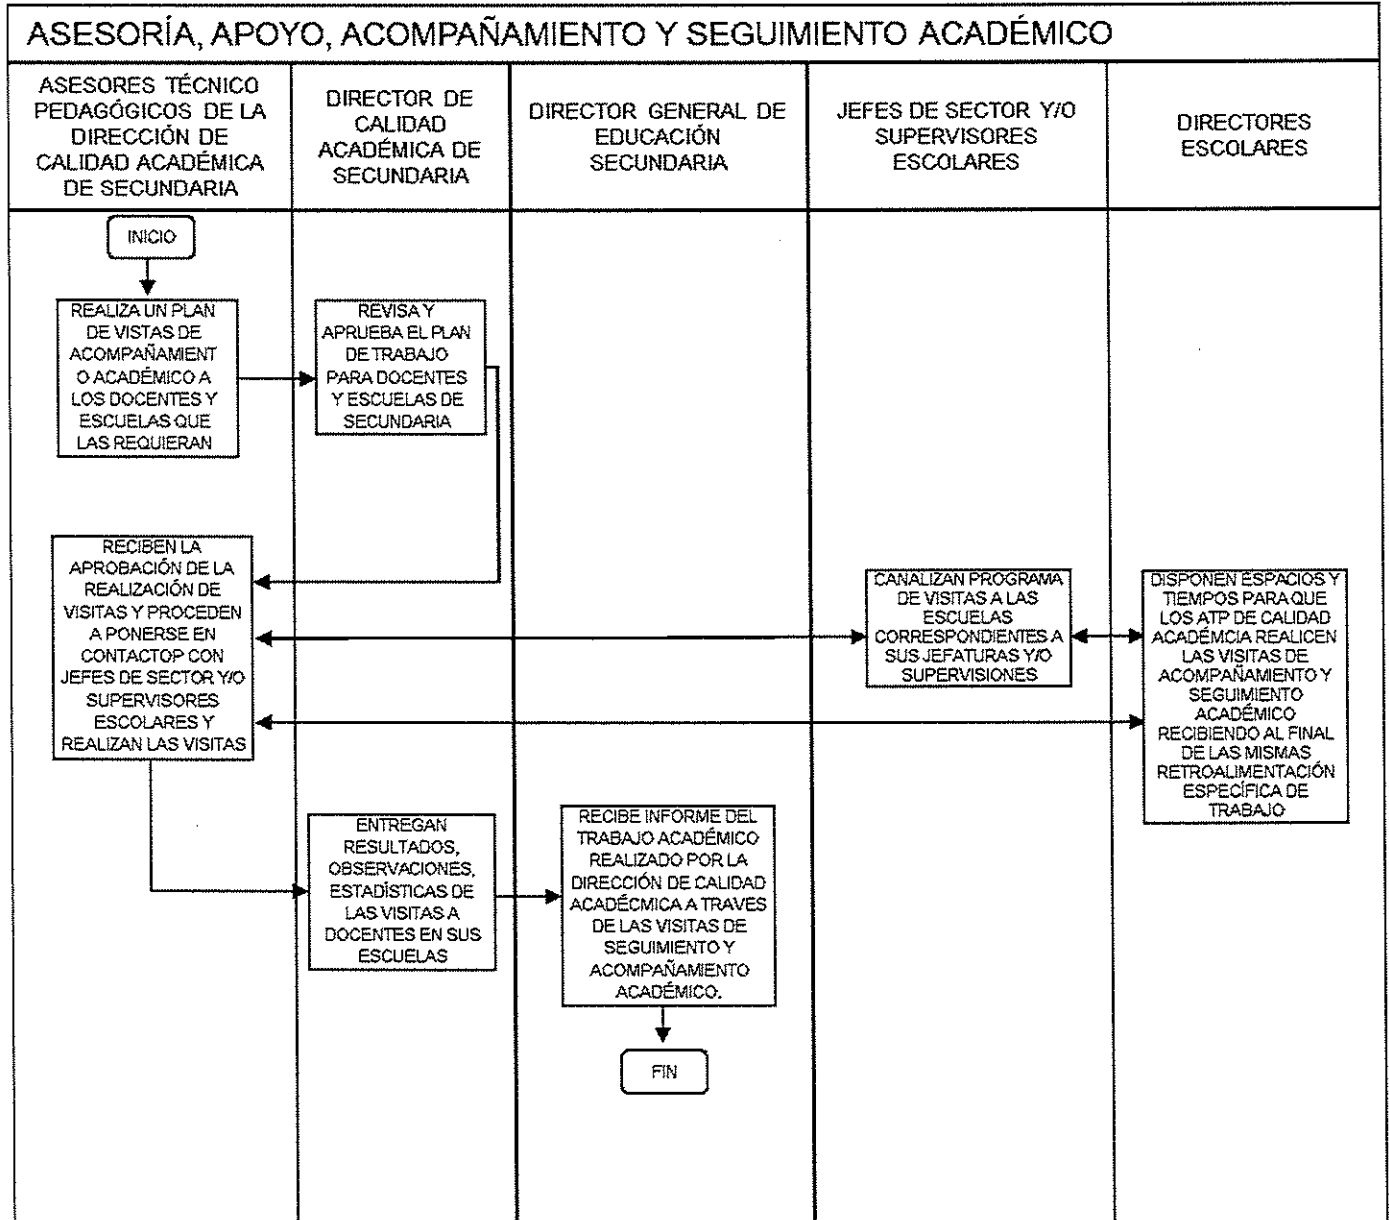 ASESORÍA, APOYO, ACOMPAÑAMIENTO Y SEGUIMIENTO ACADÉMICO
ASESORES TÉCNICO
PEDAGÓGICOS DE LA
DIRECCIÓN DE
CALIDAD ACADÉMICA
DE SECUNDARIA
DIRECTOR DE
CALIDAD
ACADÉMICA DE
SECUNDARIA
DIRECTOR GENERAL DE
EDUCACIÓN
SECUNDARIA
JEFES DE SECTOR Y/O
SUPERVISORES
ESCOLARES
DIRECTORES
ESCOLARES
INICIO
REALIZA UN PLAN
DE VISTAS DE
ACOMPAÑAMIENT
O ACADÉMICO A
LOS DOCENTES Y
ESCUELAS QUE
LAS REQUIERAN
REVISA Y
APRUEBA EL PLAN
DE TRABAJO
PARA DOCENTES
Y ESCUELAS DE
SECUNDARIA
RECIBEN LA
APROBACIÓN DE LA
REALIZACIÓN DE
VISITAS Y PROCEDEN
A PONERSE EN
CONTACTOP CON
JEFES DE SECTOR Y/O
SUPERVISORES
ESCOLARES Y
REALIZAN LAS VISITAS
CANALIZAN PROGRAMA
DE VISITAS A LAS
ESCUELAS
CORRESPONDIENTES A
SUS JEFATURAS Y/O
SUPERVISIONES
DISPONEN ESPACIOS Y
TIEMPOS PARA QUE
LOS ATP DE CALIDAD
ACADÉMCIA REALICEN
LAS VISITAS DE
ACOMPAÑAMIENTO Y
SEGUIMIENTO
ACADÉMICO
RECIBIENDO AL FINAL
DE LAS MISMAS
RETROALIMENTACIÓN
ESPECÍFICA DE
TRABAJO
ENTREGAN
RESULTADOS,
OBSERVACIONES,
ESTADÍSTICAS DE
LAS VISITAS A
DOCENTES EN SUS
ESCUELAS
RECIBE INFORME DEL
TRABAJO ACADÉMICO
REALIZADO POR LA
DIRECCIÓN DE CALIDAD
ACADÉCMICA A TRAVES
DE LAS VISITAS DE
SEGUIMIENTO Y
ACOMPAÑAMIENTO
ACADÉMICO.
FIN